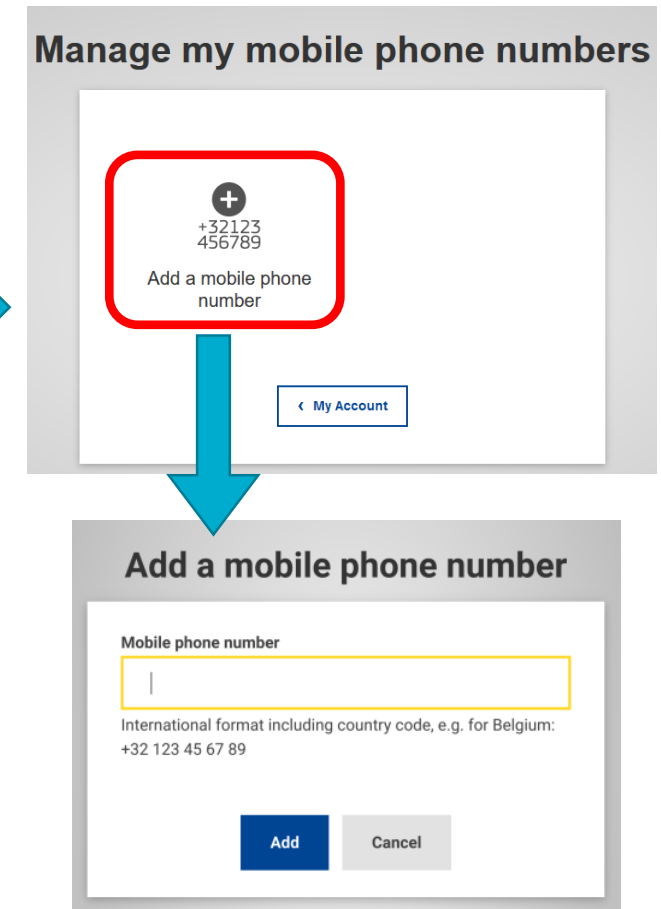 Manage my mobile phone numbers
+32123
456789
Add a mobile phone
number
‹ My Account
Add a mobile phone number
Mobile phone number
International format including country code, e.g. for Belgium:
+32 123 45 67 89
Add Cancel